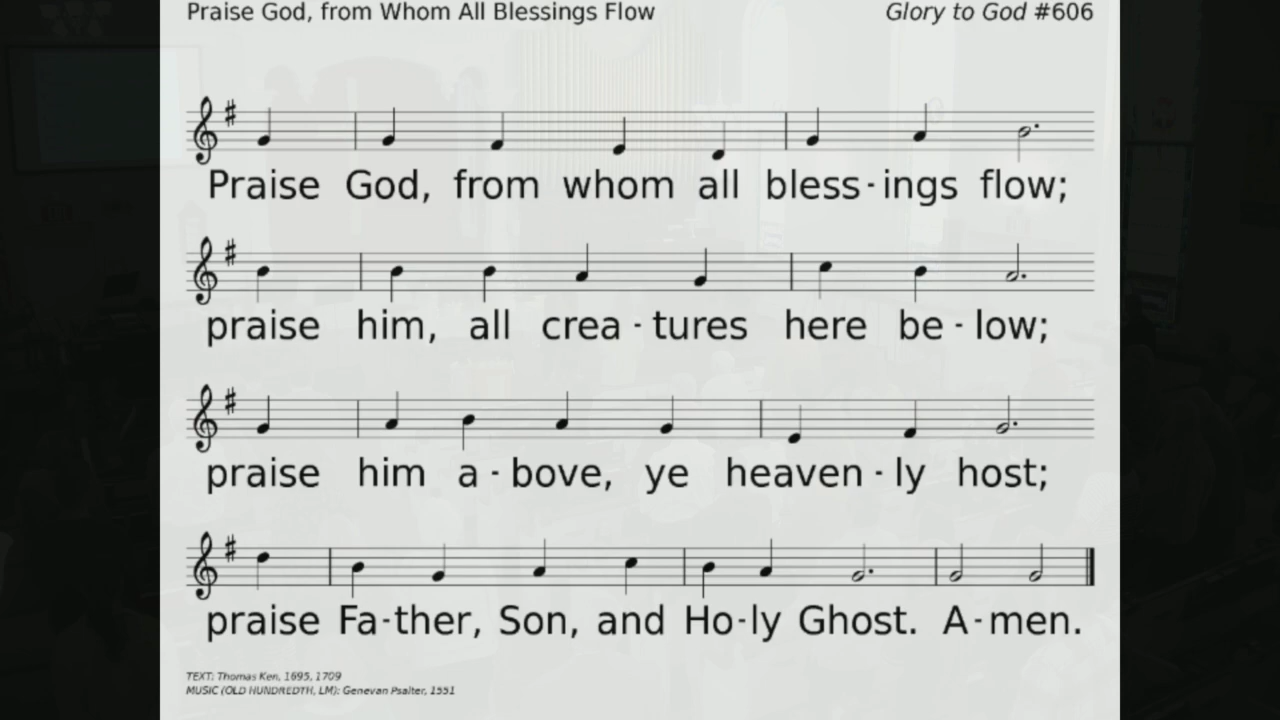 Praise God, from Whom All Blessings Flow Glory to God #606
Praise God, from whom all bless-ings flow;
praise him, all crea-tures here be-low;
praise him a-bove, ye heaven-ly host;
praise Fa-ther, Son, and Ho-ly Ghost. A-men.
TEXT: Thomas Ken, 1695, 1709
MUSIC (OLD HUNDREDTH, LM): Genevan Psalter, 1551